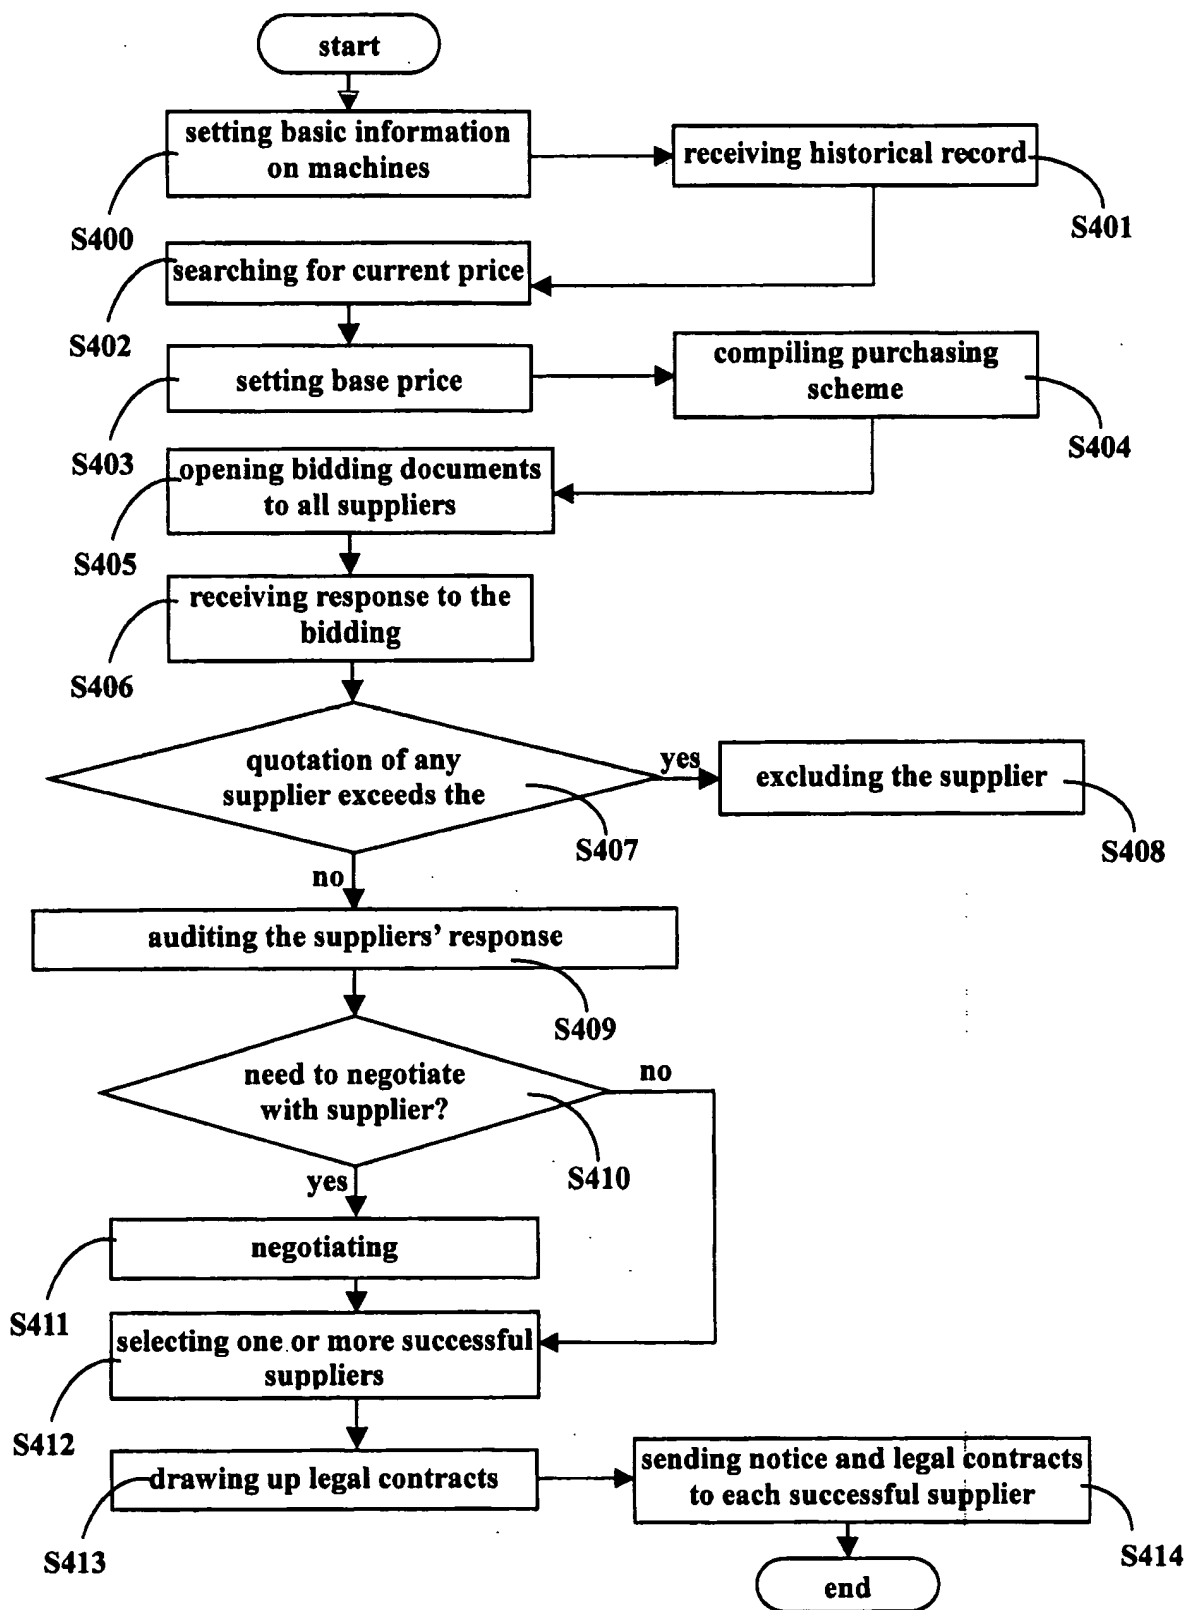 start
setting basic information
on machines
receiving historical record
S400
S401
searching for current price
S402
setting base price
compiling purchasing
scheme
S403
S404
opening bidding documents
to all suppliers
S405
receiving response to the
bidding
S406
quotation of any
supplier exceeds the
yes
excluding the supplier
S407
S408
no
auditing the suppliers’ response
S409
need to negotiate
with supplier?
no
S410
yes
negotiating
S411
selecting one or more successful
suppliers
S412
drawing up legal contracts
sending notice and legal contracts
to each successful supplier
S413
S414
end